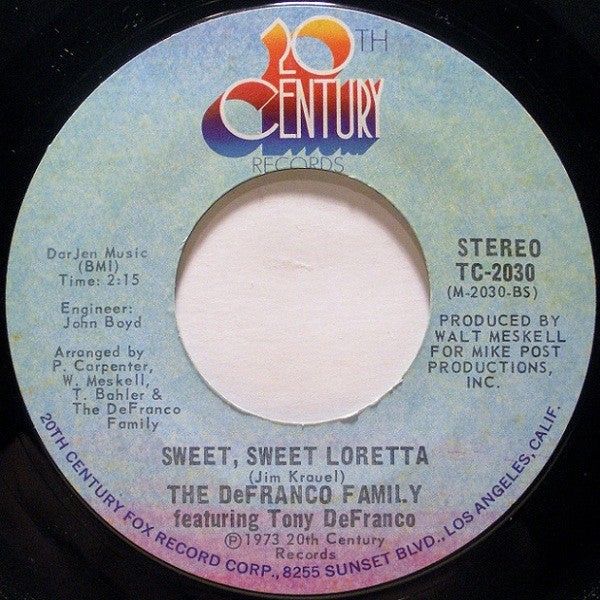 20TH
CENTURY
RECORDS
DarJen Music
(BMI)
Time: 2:15
Engineer:
John Boyd
Arranged by
P. Carpenter,
W. Meskell,
T. Bahler &
The DeFranco
Family
STEREO
TC-2030
(M-2030-BS)
PRODUCED BY
WALT MESKELL
FOR MIKE POST
PRODUCTIONS,
INC.
SWEET, SWEET LORETTA
(Jim Krauel)
THE DeFRANCO FAMILY
featuring Tony DeFranco
Ⓟ1973 20th Century
Records
20TH CENTURY FOX RECORD CORP., 8255 SUNSET BLVD., LOS ANGELES, CALIF.